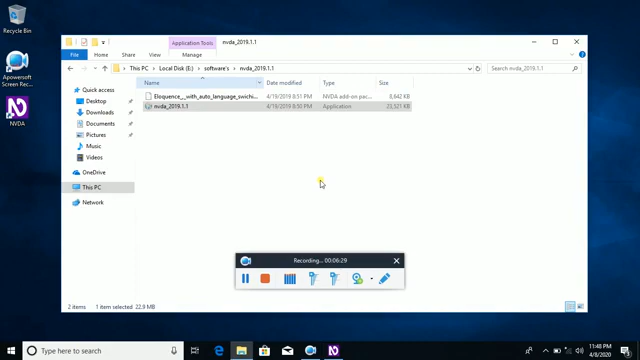 Recycle Bin
Apowersoft
Screen Rec...
NVDA
Application Tools
nvda_2019.1.1
File
Home
Share
View
Manage
This PC
Local Disk (E:)
software's
nvda_2019.1.1
Search nvda_2019.1.1
Name
Date modified
Type
Size
Quick access
Desktop
Downloads
Documents
Pictures
Music
Videos
OneDrive
This PC
Network
Eloquence__with_auto_language_swichi...
4/19/2019 8:51 PM
NVDA add-on pac...
8,642 KB
nvda_2019.1.1
4/19/2019 8:50 PM
Application
23,521 KB
Recording... 00:06:29
2 items
1 item selected 22.9 MB
Type here to search
11:48 PM
4/8/2020